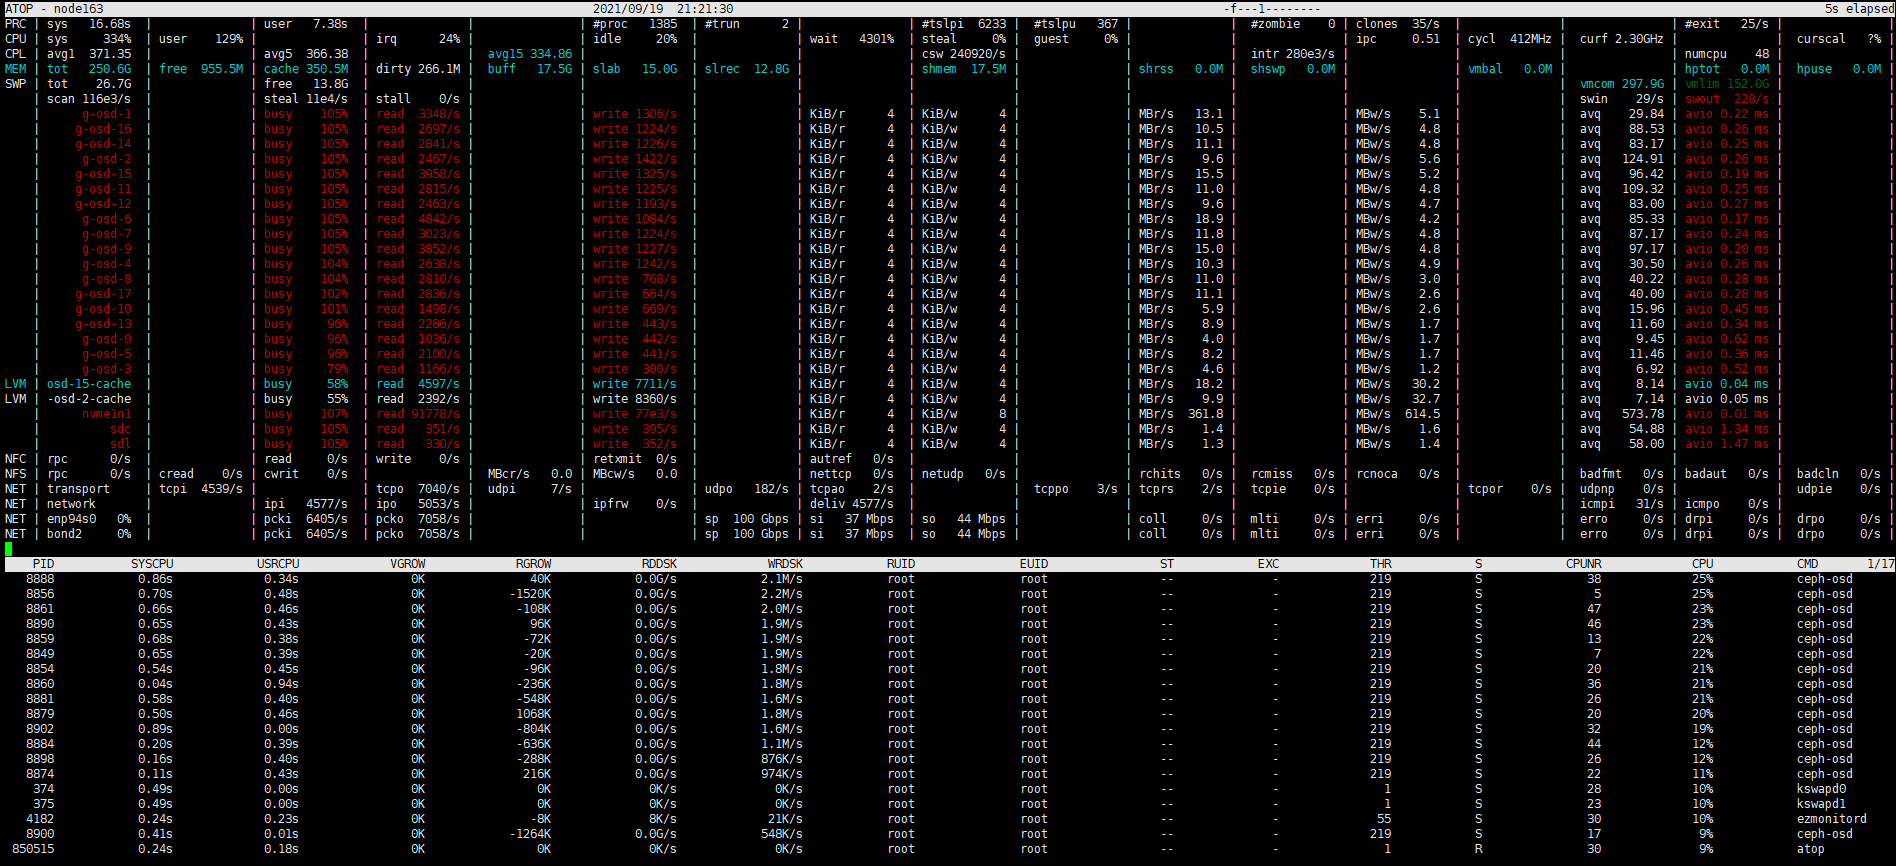 ATOP - node163 2021/09/19 21:21:30 -f---1-------- 5s elapsed
PRC | sys 16.68s | | user 7.38s | | | #proc 1385 | #trun 2 | | #tslpi 6233 | #tslpu 367 | | #zombie 0 | clones 35/s | | | #exit 25/s | |
CPU | sys 334% | user 129% | | irq 24% | | idle 20% | | wait 4301% | steal 0% | guest 0% | | | ipc 0.51 | cycl 412MHz | curf 2.30GHz | | curscal ?% |
CPL | avg1 371.35 | | avg5 366.38 | | avg15 334.86 | | | | csw 240920/s | | | intr 280e3/s | | | | numcpu 48 | |
MEM | tot 250.6G | free 955.5M | cache 350.5M | dirty 266.1M | buff 17.5G | slab 15.0G | slrec 12.8G | | shmem 17.5M | | shrss 0.0M | shswp 0.0M | | vmbal 0.0M | | hptot 0.0M | hpuse 0.0M |
SWP | tot 26.7G | | free 13.8G | | | | | | | | | | | | vmcom 297.9G | vmlim 152.0G | |
| scan 116e3/s | | steal 11e4/s | stall 0/s | | | | | | | | | | | swin 29/s | swout 228/s | |
| g-osd-1 | | busy 105% | read 3348/s | | write 1306/s | | KiB/r 4 | KiB/w 4 | | MBr/s 13.1 | | MBw/s 5.1 | | avq 29.84 | avio 0.22 ms | |
| g-osd-16 | | busy 105% | read 2697/s | | write 1224/s | | KiB/r 4 | KiB/w 4 | | MBr/s 10.5 | | MBw/s 4.8 | | avq 88.53 | avio 0.26 ms | |
| g-osd-14 | | busy 105% | read 2841/s | | write 1226/s | | KiB/r 4 | KiB/w 4 | | MBr/s 11.1 | | MBw/s 4.8 | | avq 83.17 | avio 0.25 ms | |
| g-osd-2 | | busy 105% | read 2467/s | | write 1422/s | | KiB/r 4 | KiB/w 4 | | MBr/s 9.6 | | MBw/s 5.6 | | avq 124.91 | avio 0.26 ms | |
| g-osd-15 | | busy 105% | read 3958/s | | write 1325/s | | KiB/r 4 | KiB/w 4 | | MBr/s 15.5 | | MBw/s 5.2 | | avq 96.42 | avio 0.19 ms | |
| g-osd-11 | | busy 105% | read 2815/s | | write 1225/s | | KiB/r 4 | KiB/w 4 | | MBr/s 11.0 | | MBw/s 4.8 | | avq 109.32 | avio 0.25 ms | |
| g-osd-12 | | busy 105% | read 2463/s | | write 1193/s | | KiB/r 4 | KiB/w 4 | | MBr/s 9.6 | | MBw/s 4.7 | | avq 83.00 | avio 0.27 ms | |
| g-osd-6 | | busy 105% | read 4842/s | | write 1084/s | | KiB/r 4 | KiB/w 4 | | MBr/s 18.9 | | MBw/s 4.2 | | avq 85.33 | avio 0.17 ms | |
| g-osd-7 | | busy 105% | read 3023/s | | write 1224/s | | KiB/r 4 | KiB/w 4 | | MBr/s 11.8 | | MBw/s 4.8 | | avq 87.17 | avio 0.24 ms | |
| g-osd-9 | | busy 105% | read 3852/s | | write 1227/s | | KiB/r 4 | KiB/w 4 | | MBr/s 15.0 | | MBw/s 4.8 | | avq 97.17 | avio 0.20 ms | |
| g-osd-4 | | busy 104% | read 2638/s | | write 1242/s | | KiB/r 4 | KiB/w 4 | | MBr/s 10.3 | | MBw/s 4.9 | | avq 30.50 | avio 0.26 ms | |
| g-osd-8 | | busy 104% | read 2810/s | | write 768/s | | KiB/r 4 | KiB/w 4 | | MBr/s 11.0 | | MBw/s 3.0 | | avq 40.22 | avio 0.28 ms | |
| g-osd-17 | | busy 102% | read 2836/s | | write 664/s | | KiB/r 4 | KiB/w 4 | | MBr/s 11.1 | | MBw/s 2.6 | | avq 40.00 | avio 0.28 ms | |
| g-osd-10 | | busy 101% | read 1498/s | | write 669/s | | KiB/r 4 | KiB/w 4 | | MBr/s 5.9 | | MBw/s 2.6 | | avq 15.96 | avio 0.45 ms | |
| g-osd-13 | | busy 96% | read 2286/s | | write 443/s | | KiB/r 4 | KiB/w 4 | | MBr/s 8.9 | | MBw/s 1.7 | | avq 11.60 | avio 0.34 ms | |
| g-osd-0 | | busy 96% | read 1036/s | | write 442/s | | KiB/r 4 | KiB/w 4 | | MBr/s 4.0 | | MBw/s 1.7 | | avq 9.45 | avio 0.62 ms | |
| g-osd-5 | | busy 96% | read 2100/s | | write 441/s | | KiB/r 4 | KiB/w 4 | | MBr/s 8.2 | | MBw/s 1.7 | | avq 11.46 | avio 0.36 ms | |
| g-osd-3 | | busy 79% | read 1166/s | | write 300/s | | KiB/r 4 | KiB/w 4 | | MBr/s 4.6 | | MBw/s 1.2 | | avq 6.92 | avio 0.52 ms | |
LVM | osd-15-cache | | busy 58% | read 4597/s | | write 7711/s | | KiB/r 4 | KiB/w 4 | | MBr/s 18.2 | | MBw/s 30.2 | | avq 8.14 | avio 0.04 ms | |
LVM | -osd-2-cache | | busy 55% | read 2392/s | | write 8360/s | | KiB/r 4 | KiB/w 4 | | MBr/s 9.9 | | MBw/s 32.7 | | avq 7.14 | avio 0.05 ms | |
| nvme1n1 | | busy 107% | read 91778/s | | write 77e3/s | | KiB/r 4 | KiB/w 8 | | MBr/s 361.8 | | MBw/s 614.5 | | avq 573.78 | avio 0.01 ms | |
| sdc | | busy 105% | read 351/s | | write 395/s | | KiB/r 4 | KiB/w 4 | | MBr/s 1.4 | | MBw/s 1.6 | | avq 54.88 | avio 1.34 ms | |
| sdl | | busy 105% | read 330/s | | write 352/s | | KiB/r 4 | KiB/w 4 | | MBr/s 1.3 | | MBw/s 1.4 | | avq 58.00 | avio 1.47 ms | |
NFC | rpc 0/s | | read 0/s | write 0/s | | retxmit 0/s | | autref 0/s | | | | | | | | | |
NFS | rpc 0/s | cread 0/s | cwrit 0/s | | MBcr/s 0.0 | MBcw/s 0.0 | | nettcp 0/s | netudp 0/s | | rchits 0/s | rcmiss 0/s | rcnoca 0/s | | badfmt 0/s | badaut 0/s | badcln 0/s |
NET | transport | tcpi 4539/s | | tcpo 7040/s | udpi 7/s | | udpo 182/s | tcpao 2/s | | tcppo 3/s | tcprs 2/s | tcpie 0/s | | tcpor 0/s | udpnp 0/s | | udpie 0/s |
NET | network | | ipi 4577/s | ipo 5053/s | | ipfrw 0/s | | deliv 4577/s | | | | | | | icmpi 31/s | icmpo 0/s | |
NET | enp94s0 0% | | pcki 6405/s | pcko 7058/s | | | sp 100 Gbps | si 37 Mbps | so 44 Mbps | | coll 0/s | mlti 0/s | erri 0/s | | erro 0/s | drpi 0/s | drpo 0/s |
NET | bond2 0% | | pcki 6405/s | pcko 7058/s | | | sp 100 Gbps | si 37 Mbps | so 44 Mbps | | coll 0/s | mlti 0/s | erri 0/s | | erro 0/s | drpi 0/s | drpo 0/s |
PID SYSCPU USRCPU VGROW RGROW RDDSK WRDSK RUID EUID ST EXC THR S CPUNR CPU CMD 1/17
8888 0.86s 0.34s 0K 40K 0.0G/s 2.1M/s root root -- - 219 S 38 25% ceph-osd
8856 0.70s 0.48s 0K -1520K 0.0G/s 2.2M/s root root -- - 219 S 5 25% ceph-osd
8861 0.66s 0.46s 0K -108K 0.0G/s 2.0M/s root root -- - 219 S 47 23% ceph-osd
8890 0.65s 0.43s 0K 96K 0.0G/s 1.9M/s root root -- - 219 S 46 23% ceph-osd
8859 0.68s 0.38s 0K -72K 0.0G/s 1.9M/s root root -- - 219 S 13 22% ceph-osd
8849 0.65s 0.39s 0K -20K 0.0G/s 1.9M/s root root -- - 219 S 7 22% ceph-osd
8854 0.54s 0.45s 0K -96K 0.0G/s 1.8M/s root root -- - 219 S 20 21% ceph-osd
8860 0.04s 0.94s 0K -236K 0.0G/s 1.8M/s root root -- - 219 S 36 21% ceph-osd
8881 0.58s 0.40s 0K -548K 0.0G/s 1.6M/s root root -- - 219 S 26 21% ceph-osd
8879 0.50s 0.46s 0K 1068K 0.0G/s 1.8M/s root root -- - 219 S 20 20% ceph-osd
8902 0.89s 0.00s 0K -804K 0.0G/s 1.6M/s root root -- - 219 S 32 19% ceph-osd
8884 0.20s 0.39s 0K -636K 0.0G/s 1.1M/s root root -- - 219 S 44 12% ceph-osd
8898 0.16s 0.40s 0K -288K 0.0G/s 876K/s root root -- - 219 S 26 12% ceph-osd
8874 0.11s 0.43s 0K 216K 0.0G/s 974K/s root root -- - 219 S 22 11% ceph-osd
374 0.49s 0.00s 0K 0K 0K/s 0K/s root root -- - 1 S 28 10% kswapd0
375 0.49s 0.00s 0K 0K 0K/s 0K/s root root -- - 1 S 23 10% kswapd1
4182 0.24s 0.23s 0K -8K 8K/s 21K/s root root -- - 55 S 30 10% ezmonitord
8900 0.41s 0.01s 0K -1264K 0.0G/s 548K/s root root -- - 219 S 17 9% ceph-osd
850515 0.24s 0.18s 0K 0K 0K/s 0K/s root root -- - 1 R 30 9% atop